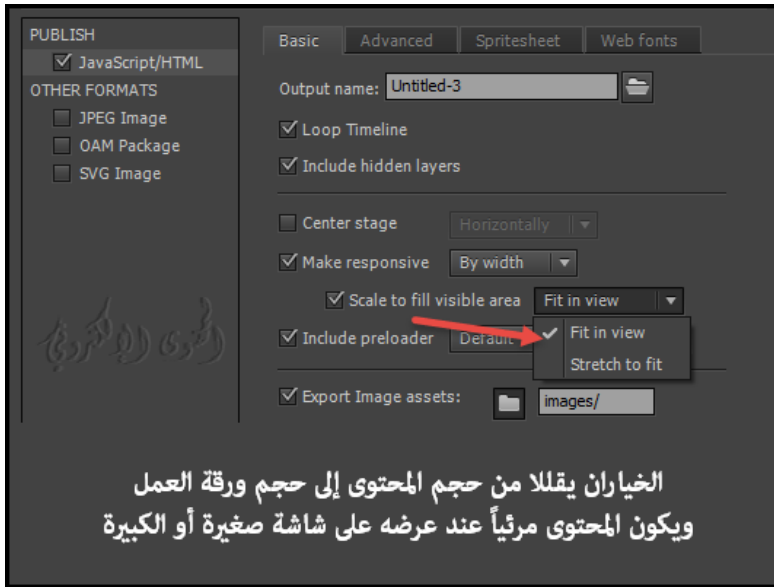 PUBLISH
JavaScript/HTML
OTHER FORMATS
JPEG Image
OAM Package
SVG Image
Basic Advanced Spritesheet Web fonts
Output name: Untitled-3
Loop Timeline
Include hidden layers
Center stage Horizontally
Make responsive By width
Scale to fill visible area Fit in view
Include preloader Default
Fit in view
Stretch to fit
Export Image assets: images/
المحتوى الإلكتروني
الخياران يقللا من حجم المحتوى إلى حجم ورقة العمل
ويكون المحتوى مرئياً عند عرضه على شاشة صغيرة أو الكبيرة